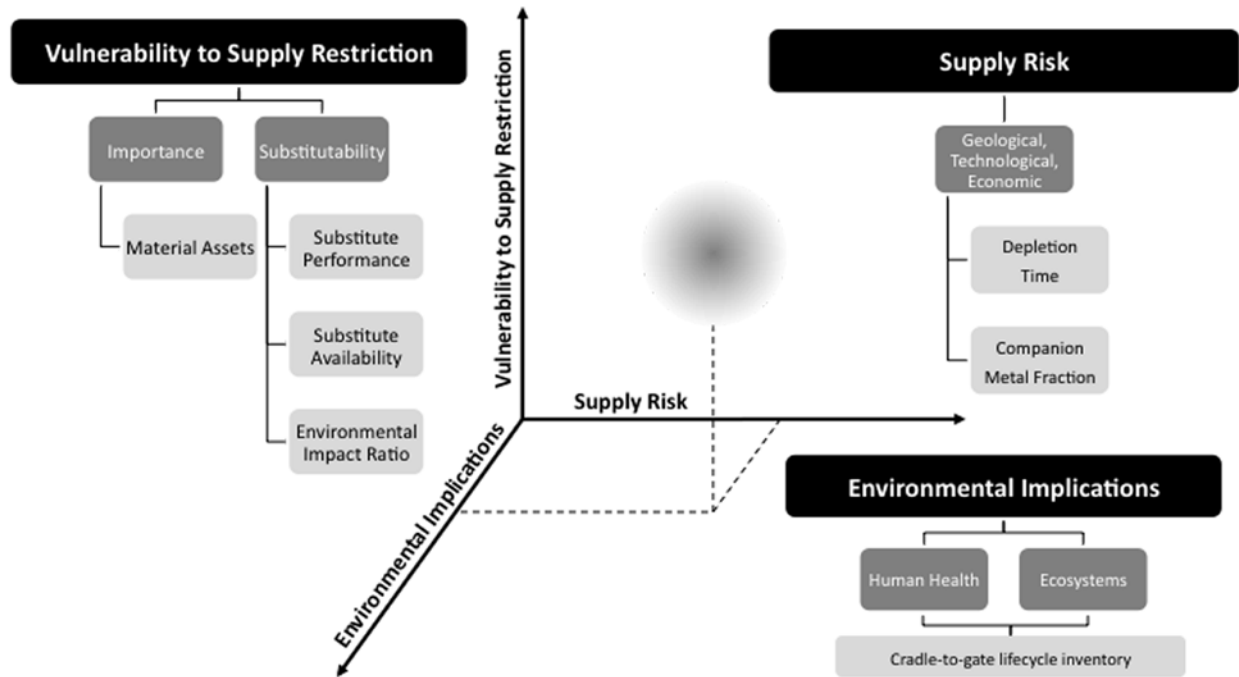 Vulnerability to Supply Restriction
Importance
Substitutability
Material Assets
Substitute
Performance
Substitute
Availability
Environmental
Impact Ratio
Vulnerability to Supply Restriction
Supply Risk
Environmental Implications
Supply Risk
Geological,
Technological,
Economic
Depletion
Time
Companion
Metal Fraction
Environmental Implications
Human Health
Ecosystems
Cradle-to-gate lifecycle inventory